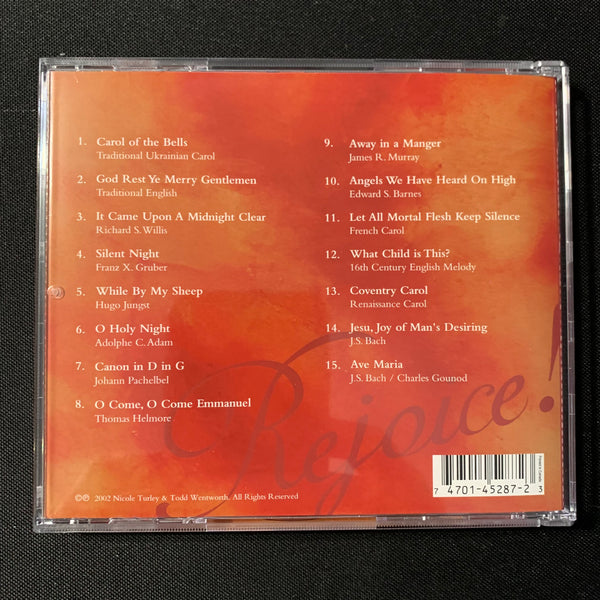 1. Carol of the Bells
Traditional Ukrainian Carol
2. God Rest Ye Merry Gentlemen
Traditional English
3. It Came Upon A Midnight Clear
Richard S. Willis
4. Silent Night
Franz X. Gruber
5. While By My Sheep
Hugo Jungst
6. O Holy Night
Adolphe C. Adam
7. Canon in D in G
Johann Pachelbel
8. O Come, O Come Emmanuel
Thomas Helmore
9. Away in a Manger
James R. Murray
10. Angels We Have Heard On High
Edward S. Barnes
11. Let All Mortal Flesh Keep Silence
French Carol
12. What Child is This?
16th Century English Melody
13. Coventry Carol
Renaissance Carol
14. Jesu, Joy of Man's Desiring
J.S. Bach
15. Ave Maria
J.S. Bach / Charles Gounod
Rejoice!
©℗ 2002 Nicole Turley & Todd Wentworth. All Rights Reserved
7 4701-45287-2 3